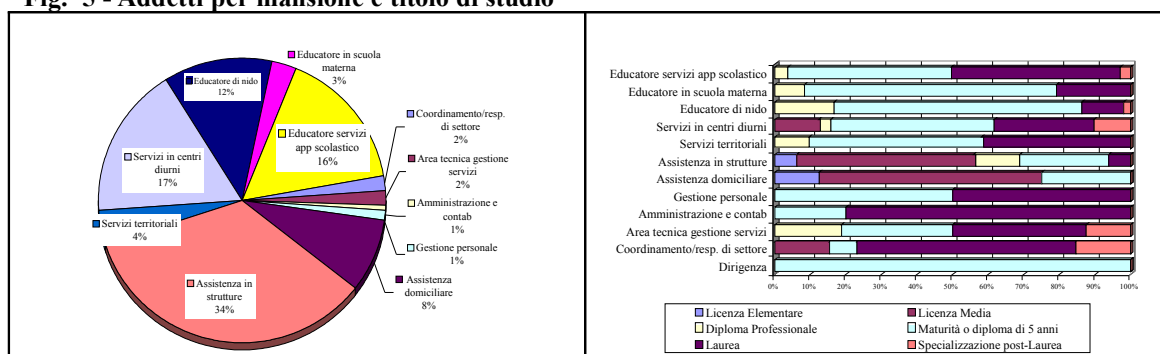 Fig. 3 - Addetti per mansione e titolo di studio
Educatore in scuola
materna
3%
Educatore di nido
12%
Coordinamento/resp.
di settore
2%
Educatore servizi
app scolastico
16%
Servizi in centri
diurni
17%
Area tecnica gestione
servizi
2%
Amministrazione e
contab
1%
Servizi territoriali
4%
Gestione personale
1%
Assistenza
domiciliare
8%
Assistenza in
strutture
34%
Educatore servizi app scolastico
Educatore in scuola materna
Educatore di nido
Servizi in centri diurni
Servizi territoriali
Assistenza in strutture
Assistenza domiciliare
Gestione personale
Amministrazione e contab
Area tecnica gestione servizi
Coordinamento/resp. di settore
Dirigenza
0% 10% 20% 30% 40% 50% 60% 70% 80% 90% 100%
Licenza Elementare
Licenza Media
Diploma Professionale
Maturità o diploma di 5 anni
Laurea
Specializzazione post-Laurea